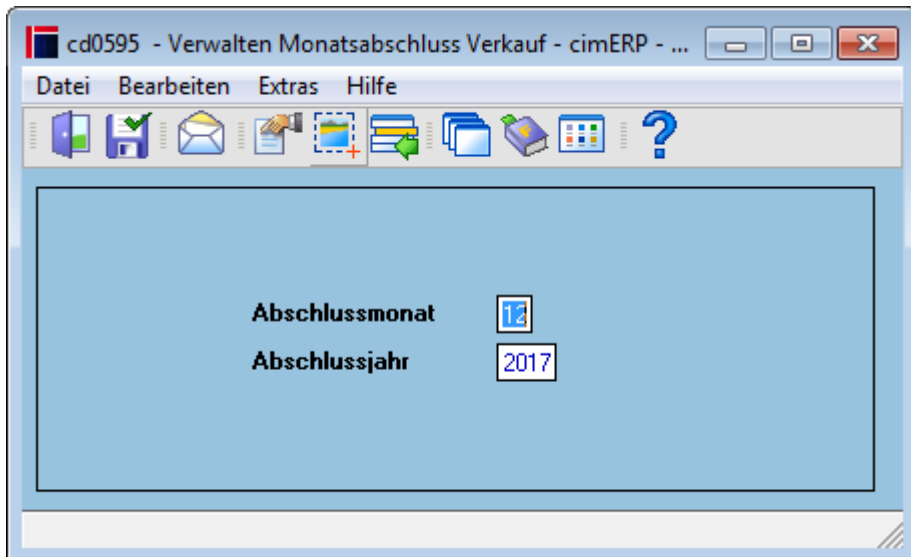 cd0595 - Verwalten Monatsabschluss Verkauf - cimERP - ...
Datei Bearbeiten Extras Hilfe
Abschlussmonat 12
Abschlussjahr 2017